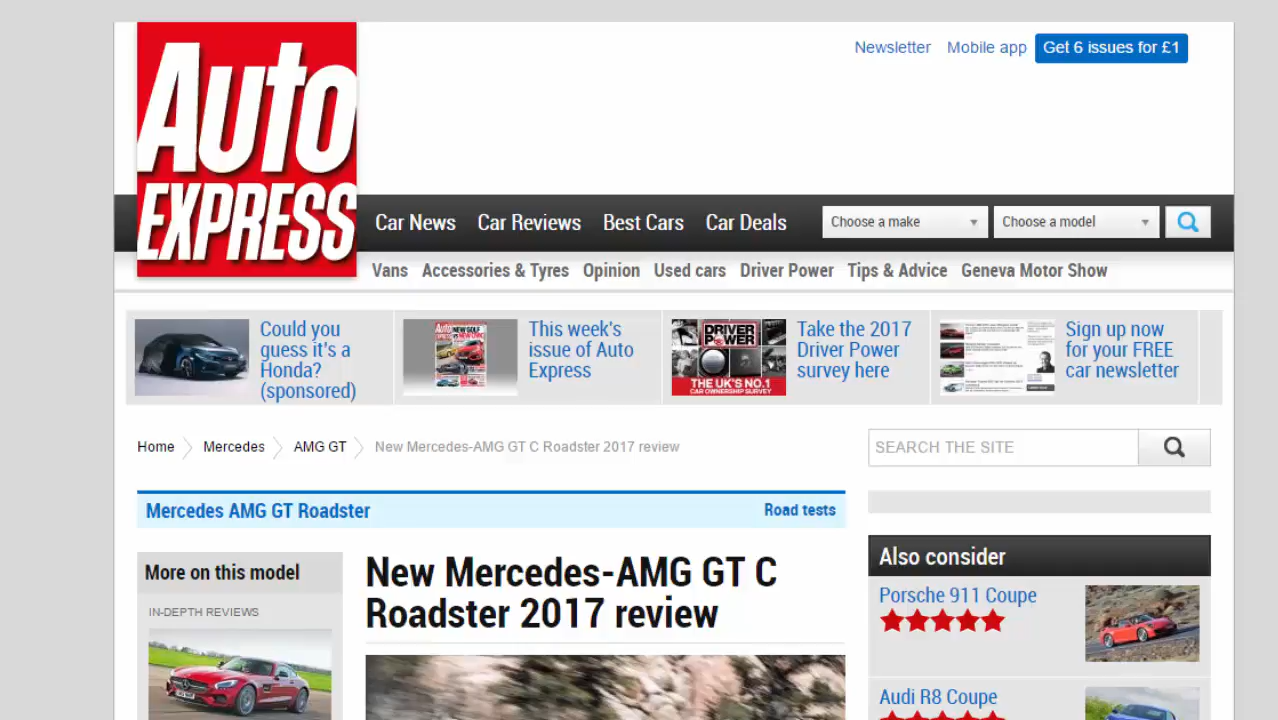 Newsletter Mobile app Get 6 issues for £1
Auto
EXPRESS
Car News Car Reviews Best Cars Car Deals Choose a make Choose a model
Vans Accessories & Tyres Opinion Used cars Driver Power Tips & Advice Geneva Motor Show
Could you
guess it's a
Honda?
(sponsored)
This week's
issue of Auto
Express
DRIVER
POWER
THE UK'S NO.1
CAR OWNERSHIP SURVEY
Take the 2017
Driver Power
survey here
Sign up now
for your FREE
car newsletter
Home Mercedes AMG GT New Mercedes-AMG GT C Roadster 2017 review
SEARCH THE SITE
Mercedes AMG GT Roadster Road tests
More on this model
IN-DEPTH REVIEWS
New Mercedes-AMG GT C
Roadster 2017 review
Also consider
Porsche 911 Coupe
Audi R8 Coupe